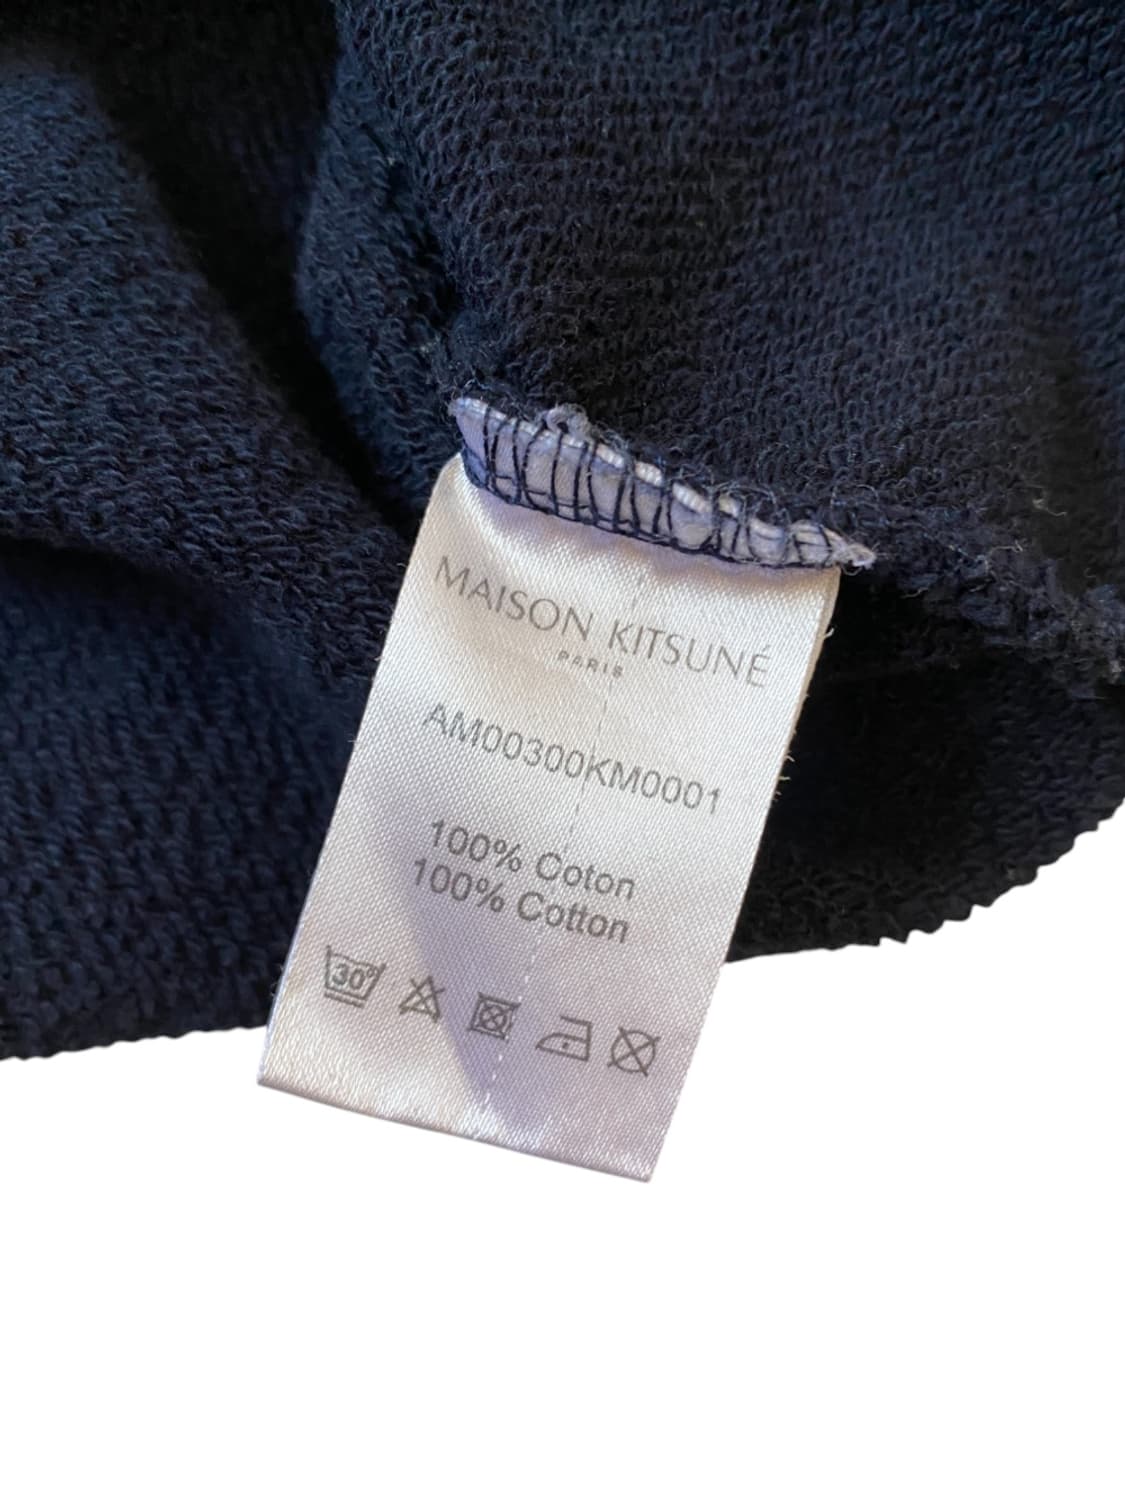 MAISON KITSUNÉ
PARIS
AM00300KM0001
100% Coton
100% Cotton
30°